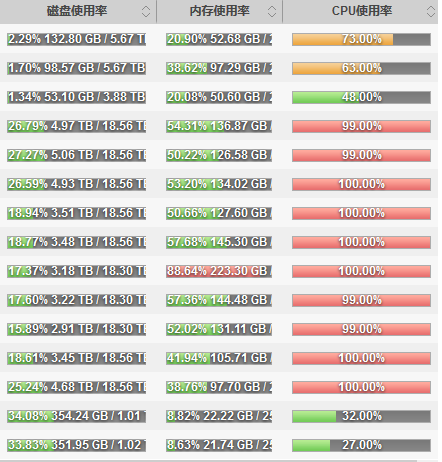 磁盘使用率 内存使用率 CPU使用率
2.29% 132.80 GB / 5.67 TB 20.90% 52.68 GB / 2 73.00%
1.70% 98.57 GB / 5.67 TB 38.62% 97.29 GB / 2 63.00%
1.34% 53.10 GB / 3.88 TB 20.08% 50.60 GB / 2 48.00%
26.79% 4.97 TB / 18.56 TB 54.31% 136.87 GB 99.00%
27.27% 5.06 TB / 18.56 TB 50.22% 126.58 GB 99.00%
26.59% 4.93 TB / 18.56 TB 53.20% 134.02 GB 100.00%
18.94% 3.51 TB / 18.56 TB 50.66% 127.60 GB 100.00%
18.77% 3.48 TB / 18.56 TB 57.68% 145.30 GB 100.00%
17.37% 3.18 TB / 18.30 TB 88.64% 223.30 GB 100.00%
17.60% 3.22 TB / 18.30 TB 57.36% 144.48 GB 99.00%
15.89% 2.91 TB / 18.30 TB 52.02% 131.11 GB / 99.00%
18.61% 3.45 TB / 18.56 TB 41.94% 105.71 GB 100.00%
25.24% 4.68 TB / 18.56 TB 38.76% 97.70 GB / 2 100.00%
34.08% 354.24 GB / 1.01 8.82% 22.22 GB / 25 32.00%
33.83% 351.95 GB / 1.02 8.63% 21.74 GB / 25 27.00%